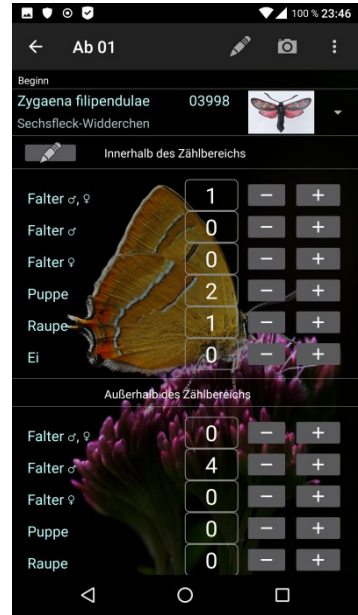 100 % 23:46
Ab 01
Beginn
Zygaena filipendulae 03998
Sechsfleck-Widderchen
Innerhalb des Zählbereichs
Falter ♂, ♀ 1 − +
Falter ♂ 0 − +
Falter ♀ 0 − +
Puppe 2 − +
Raupe 1 − +
Ei 0 − +
Außerhalb des Zählbereichs
Falter ♂, ♀ 0 − +
Falter ♂ 4 − +
Falter ♀ 0 − +
Puppe 0 − +
Raupe 0 − +